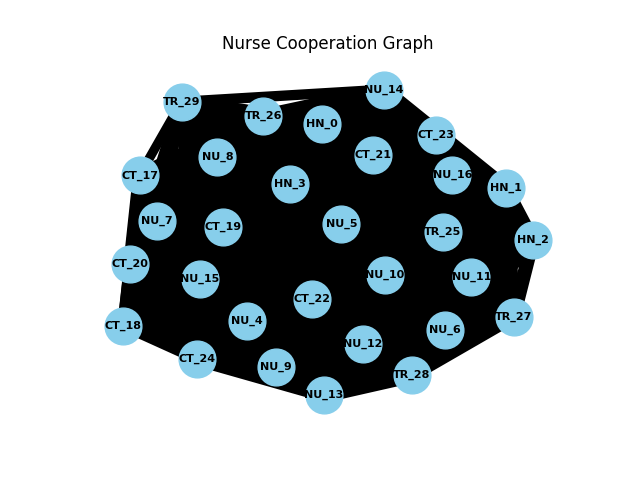 Nurse Cooperation Graph
NU_14
TR_29
TR_26
HN_0
CT_23
CT_21
NU_8
CT_17
NU_16
HN_3
HN_1
NU_7
NU_5
CT_19
TR_25
HN_2
CT_20
NU_10
NU_11
NU_15
CT_22
TR_27
NU_4
CT_18
NU_6
NU_12
CT_24
NU_9
TR_28
NU_13